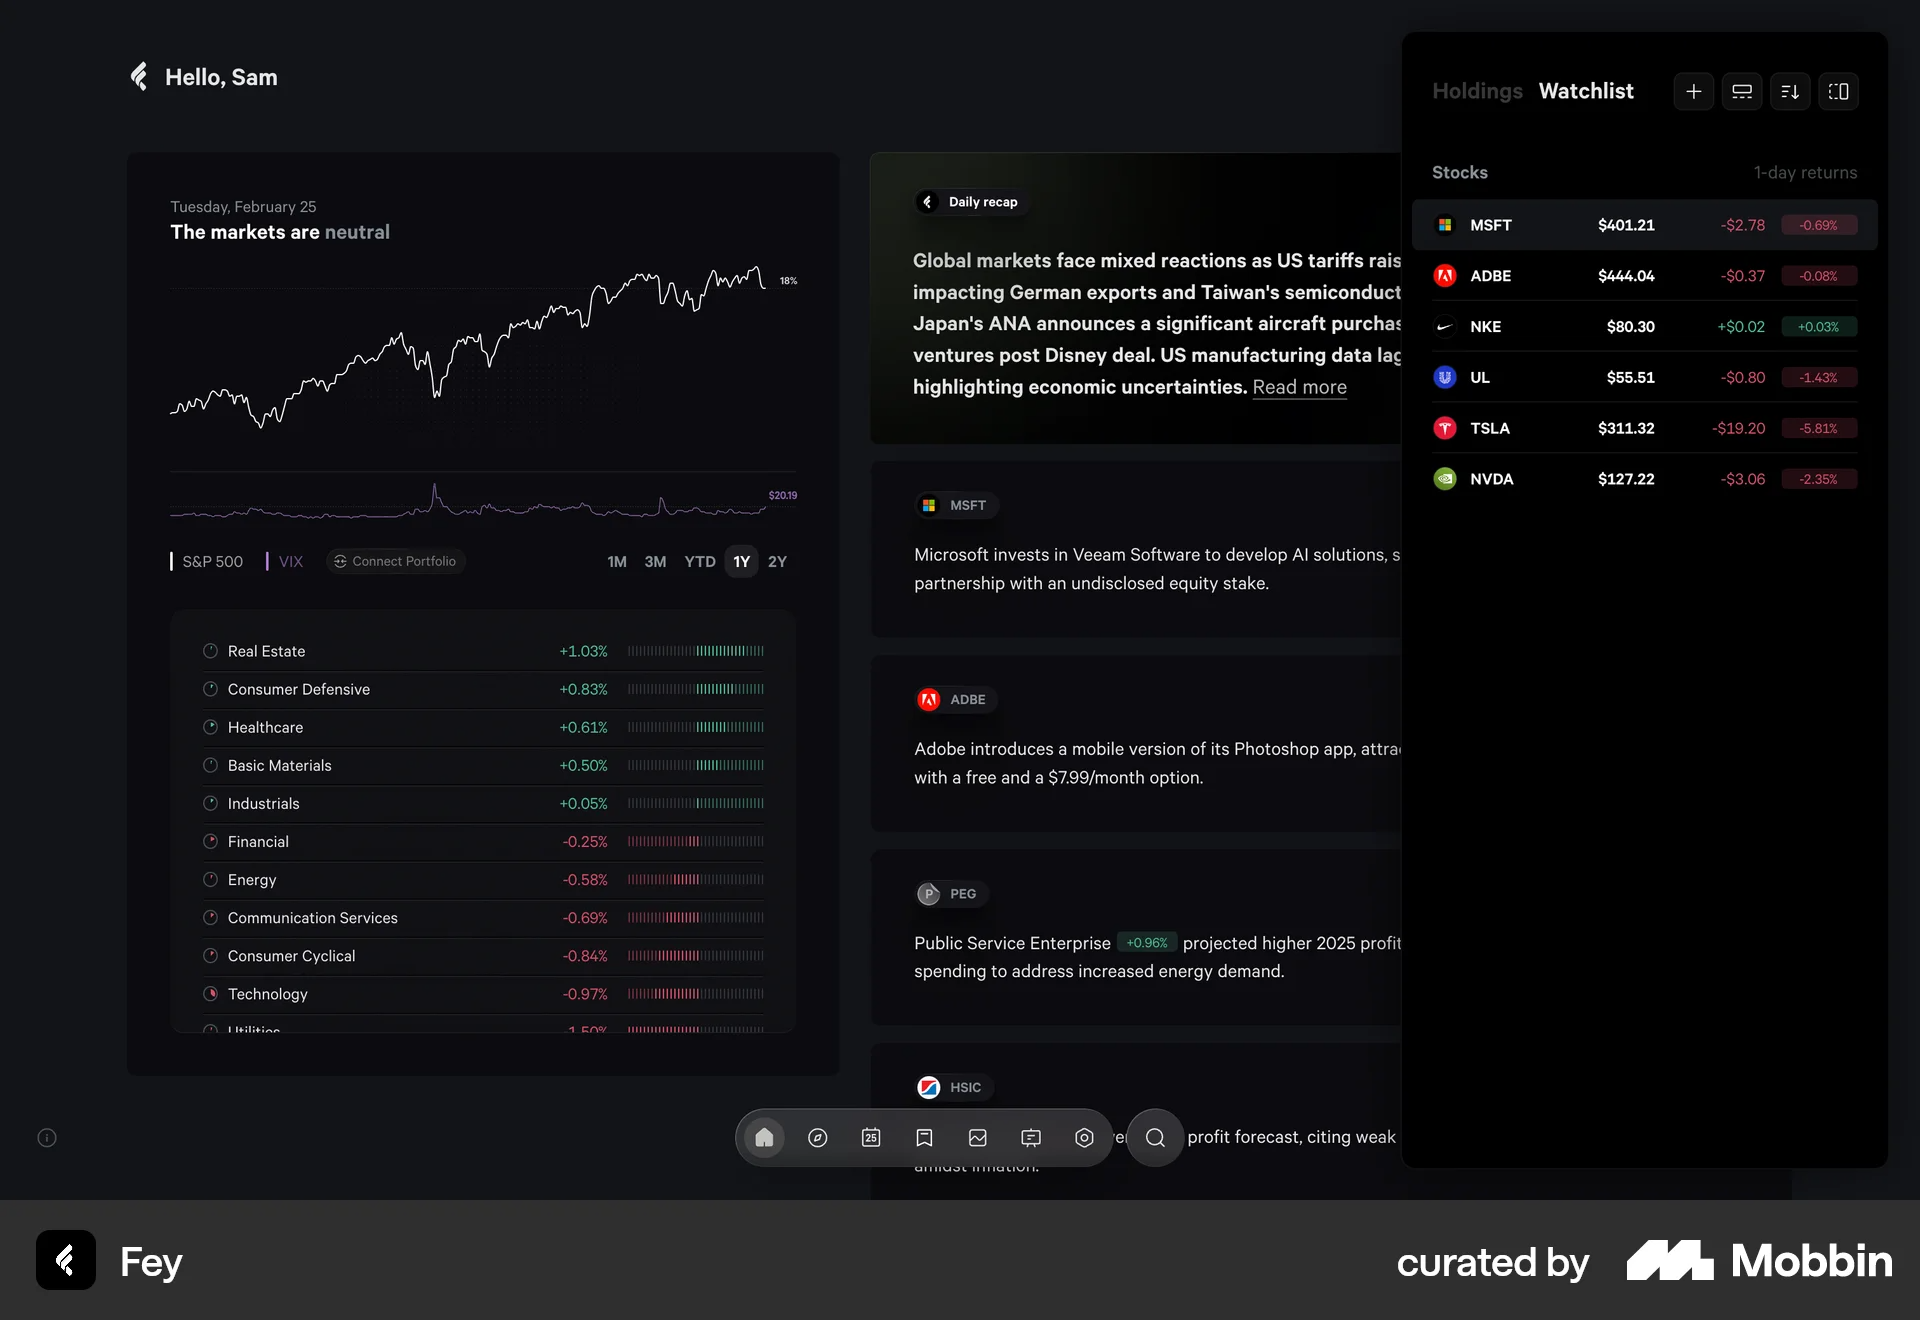 Hello, Sam
Tuesday, February 25
The markets are neutral
18%
$20.19
S&P 500 VIX Connect Portfolio 1M 3M YTD 1Y 2Y
Real Estate +1.03%
Consumer Defensive +0.83%
Healthcare +0.61%
Basic Materials +0.50%
Industrials +0.05%
Financial -0.25%
Energy -0.58%
Communication Services -0.69%
Consumer Cyclical -0.84%
Technology -0.97%
Utilities -1.50%
Daily recap
Global markets face mixed reactions as US tariffs rais
impacting German exports and Taiwan's semiconduct
Japan's ANA announces a significant aircraft purchas
ventures post Disney deal. US manufacturing data lag
highlighting economic uncertainties. Read more
MSFT
Microsoft invests in Veeam Software to develop AI solutions, s
partnership with an undisclosed equity stake.
ADBE
Adobe introduces a mobile version of its Photoshop app, attra
with a free and a $7.99/month option.
PEG
Public Service Enterprise +0.96% projected higher 2025 profit
spending to address increased energy demand.
HSIC
profit forecast, citing weak
amidst inflation.
25
Holdings Watchlist
Stocks 1-day returns
MSFT $401.21 -$2.78 -0.69%
ADBE $444.04 -$0.37 -0.08%
NKE $80.30 +$0.02 +0.03%
UL $55.51 -$0.80 -1.43%
TSLA $311.32 -$19.20 -5.81%
NVDA $127.22 -$3.06 -2.35%
Fey
curated by Mobbin